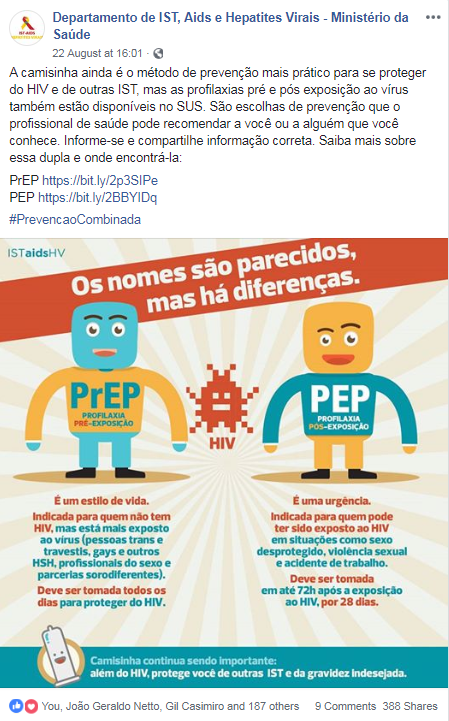 Departamento de IST, Aids e Hepatites Virais - Ministério da
Saúde
22 August at 16:01 ·
A camisinha ainda é o método de prevenção mais prático para se proteger
do HIV e de outras IST, mas as profilaxias pré e pós exposição ao vírus
também estão disponíveis no SUS. São escolhas de prevenção que o
profissional de saúde pode recomendar a você ou a alguém que você
conhece. Informe-se e compartilhe informação correta. Saiba mais sobre
essa dupla e onde encontrá-la:
PrEP https://bit.ly/2p3SIPe
PEP https://bit.ly/2BBYIDq
#PrevencaoCombinada
ISTaidsHV
Os nomes são parecidos,
mas há diferenças.
PrEP
PROFILAXIA
PRÉ-EXPOSIÇÃO
HIV
PEP
PROFILAXIA
PÓS-EXPOSIÇÃO
É um estilo de vida.
Indicada para quem não tem
HIV, mas está mais exposto
ao vírus (pessoas trans e
travestis, gays e outros
HSH, profissionais do sexo e
parcerias sorodiferentes).
Deve ser tomada todos os
dias para proteger do HIV.
É uma urgência.
Indicada para quem pode
ter sido exposto ao HIV
em situações como sexo
desprotegido, violência sexual
e acidente de trabalho.
Deve ser tomada
em até 72h após a exposição
ao HIV, por 28 dias.
Camisinha continua sendo importante:
além do HIV, protege você de outras IST e da gravidez indesejada.
You, João Geraldo Netto, Gil Casimiro and 187 others
9 Comments 388 Shares